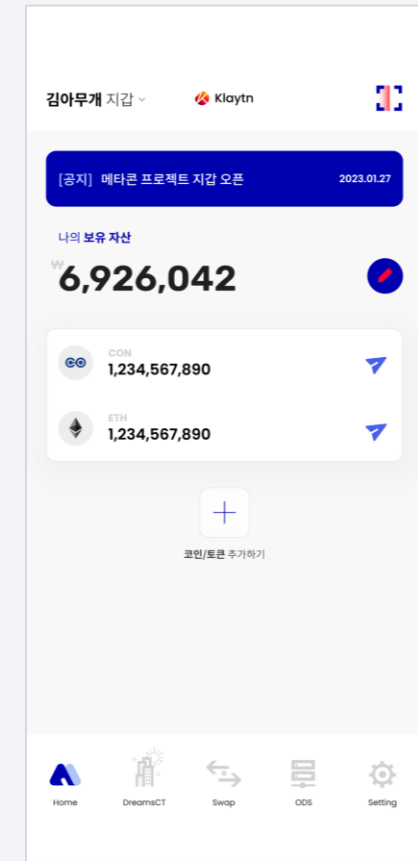 김아무개 지갑
Klaytn
[공지] 메타콘 프로젝트 지갑 오픈 2023.01.27
나의 보유 자산
₩6,926,042
CON
1,234,567,890
ETH
1,234,567,890
코인/토큰 추가하기
Home DreamsCT Swap ODS Setting